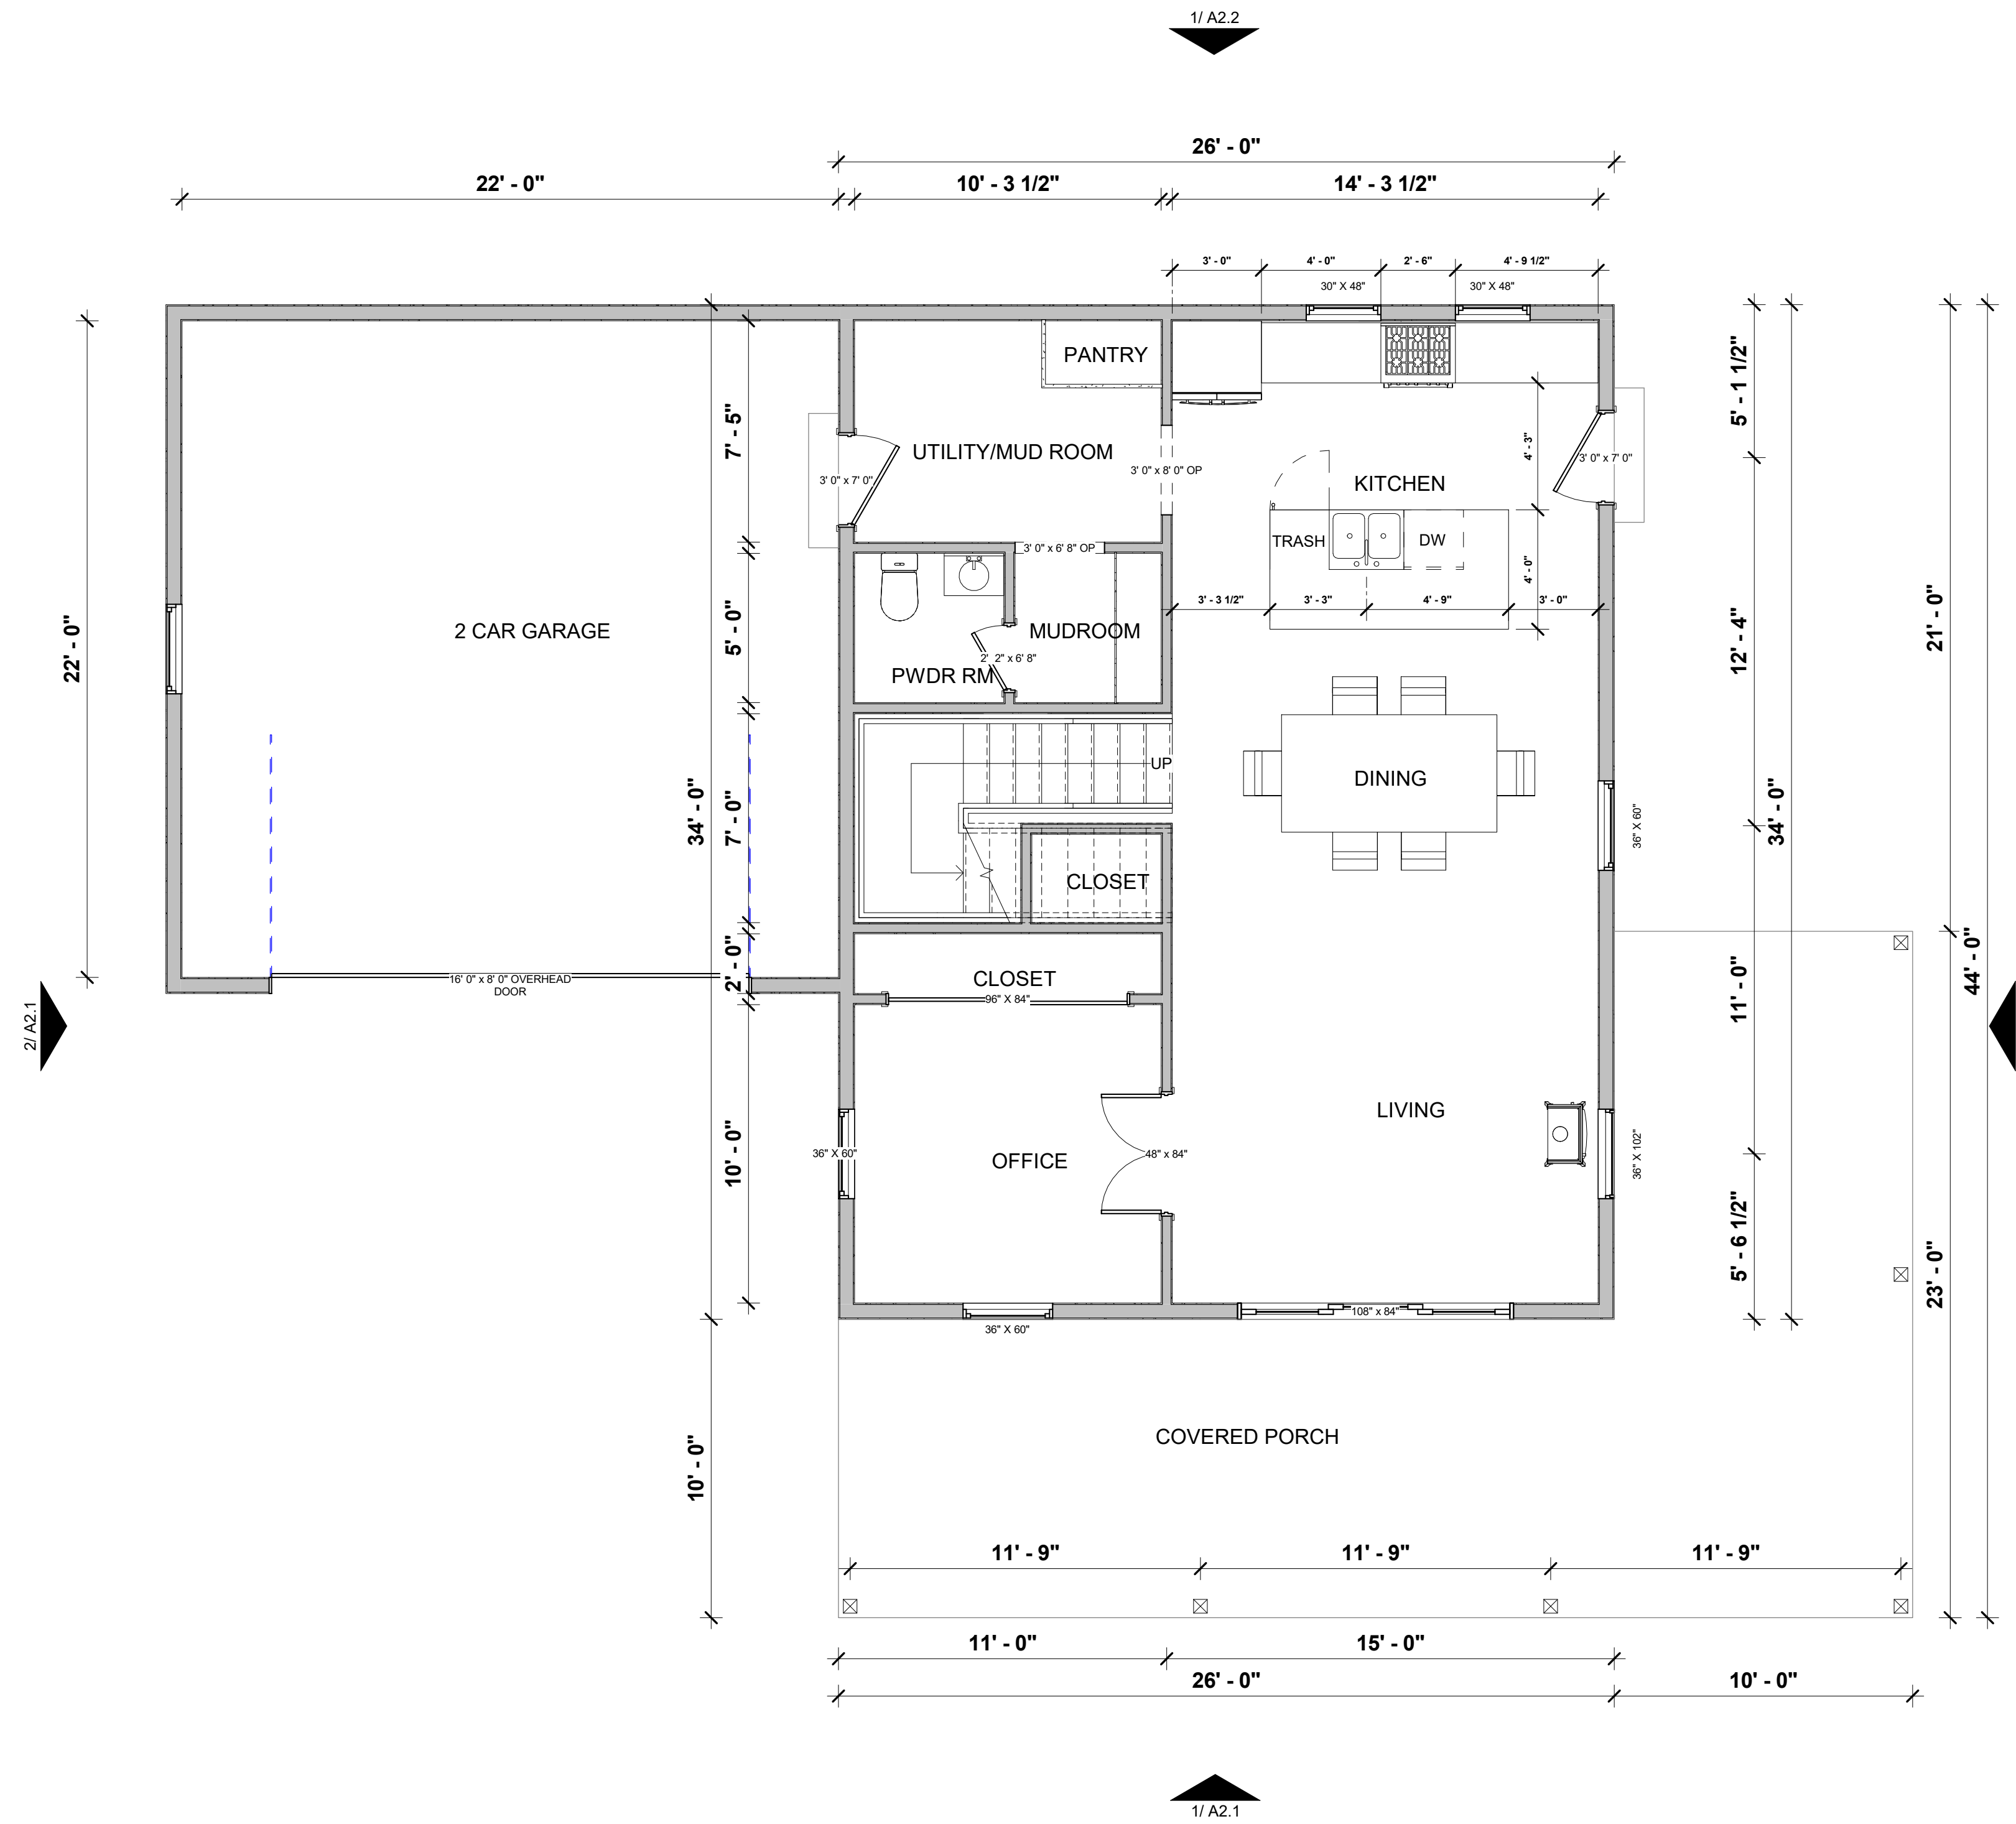 1/ A2.2
26' - 0"
22' - 0"
10' - 3 1/2"
14' - 3 1/2"
3' - 0"
4' - 0"
2' - 6"
4' - 9 1/2"
30" X 48"
30" X 48"
PANTRY
5' - 1 1/2"
7' - 5"
UTILITY/MUD ROOM
3' 0" x 7' 0"
3' 0" x 8' 0" OP
4' - 3"
3' 0" x 7' 0"
KITCHEN
TRASH
DW
3' 0" x 6' 8" OP
4' - 0"
3' - 3 1/2"
3' - 3"
4' - 9"
3' - 0"
22' - 0"
2 CAR GARAGE
5' - 0"
MUDROOM
2' 2" x 6' 8"
PWDR RM
12' - 4"
21' - 0"
UP
DINING
34' - 0"
7' - 0"
36" X 60"
34' - 0"
CLOSET
44' - 0"
2' - 0"
CLOSET
96" X 84"
16' 0" x 8' 0" OVERHEAD
DOOR
11' - 0"
2/ A2.1
LIVING
10' - 0"
36" X 60"
OFFICE
48" x 84"
36" X 102"
5' - 6 1/2"
23' - 0"
108" x 84"
36" X 60"
COVERED PORCH
10' - 0"
11' - 9"
11' - 9"
11' - 9"
11' - 0"
15' - 0"
26' - 0"
10' - 0"
1/ A2.1